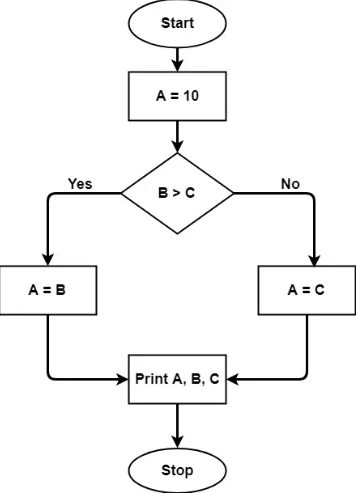 Start
A = 10
B > C
Yes
No
A = B
A = C
Print A, B, C
Stop